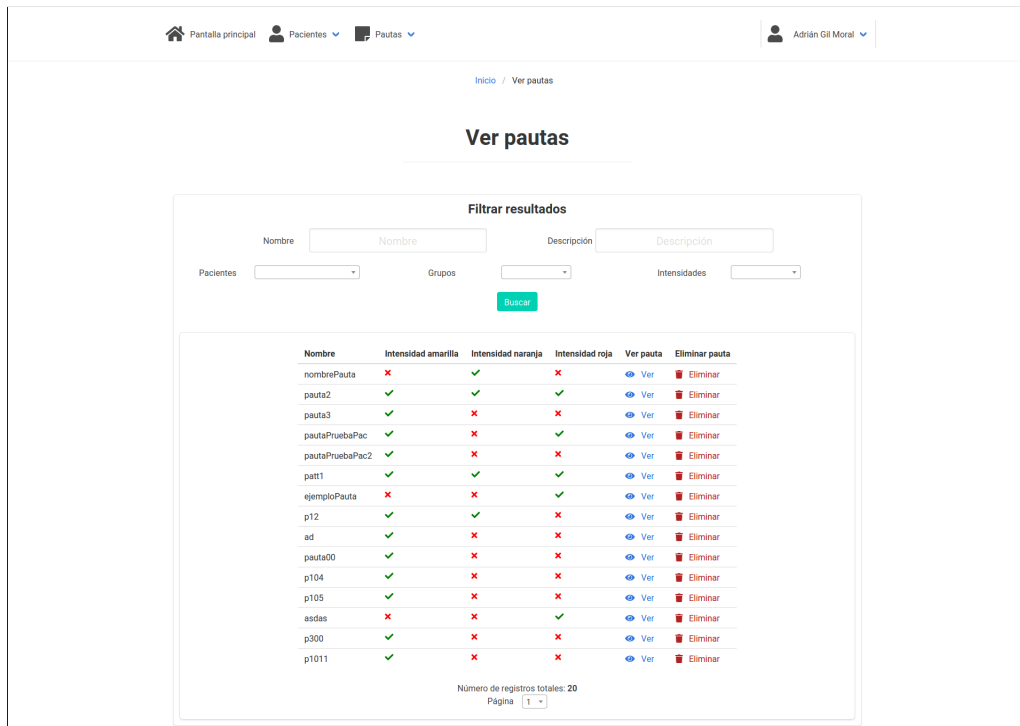 Pantalla principal Pacientes Pautas Adrián Gil Moral
Inicio / Ver pautas
Ver pautas
Filtrar resultados
Nombre Nombre Descripción Descripción
Pacientes Grupos Intensidades
Buscar
Nombre Intensidad amarilla Intensidad naranja Intensidad roja Ver pauta Eliminar pauta
nombrePauta Ver Eliminar
pauta2 Ver Eliminar
pauta3 Ver Eliminar
pautaPruebaPac Ver Eliminar
pautaPruebaPac2 Ver Eliminar
patt1 Ver Eliminar
ejemploPauta Ver Eliminar
p12 Ver Eliminar
ad Ver Eliminar
pauta00 Ver Eliminar
p104 Ver Eliminar
p105 Ver Eliminar
asdas Ver Eliminar
p300 Ver Eliminar
p1011 Ver Eliminar
Número de registros totales: 20
Página 1